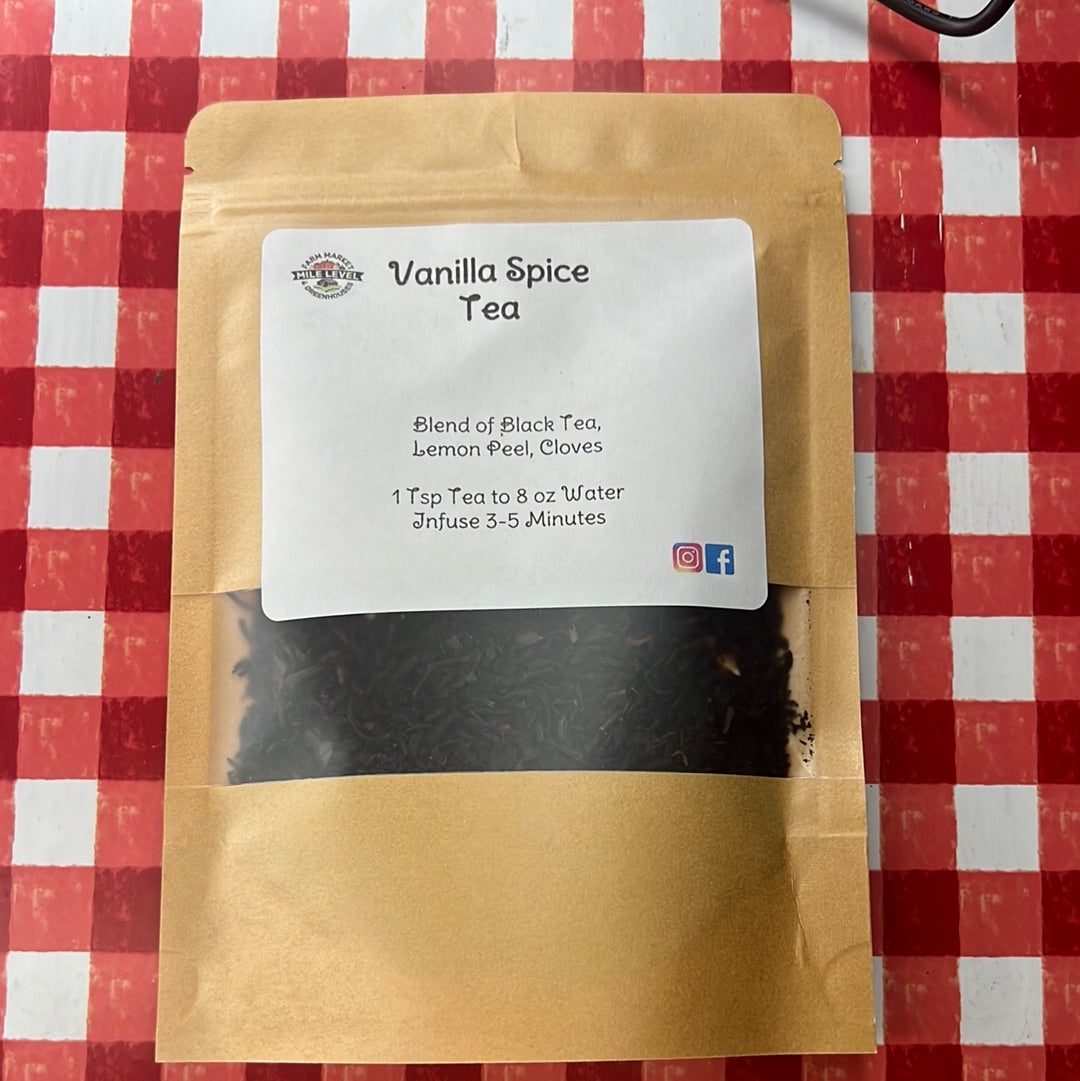 FARM MARKET
MILE LEVEL
& GREENHOUSES
Vanilla Spice
Tea
Blend of Black Tea,
Lemon Peel, Cloves
1 Tsp Tea to 8 oz Water
Infuse 3-5 Minutes
f